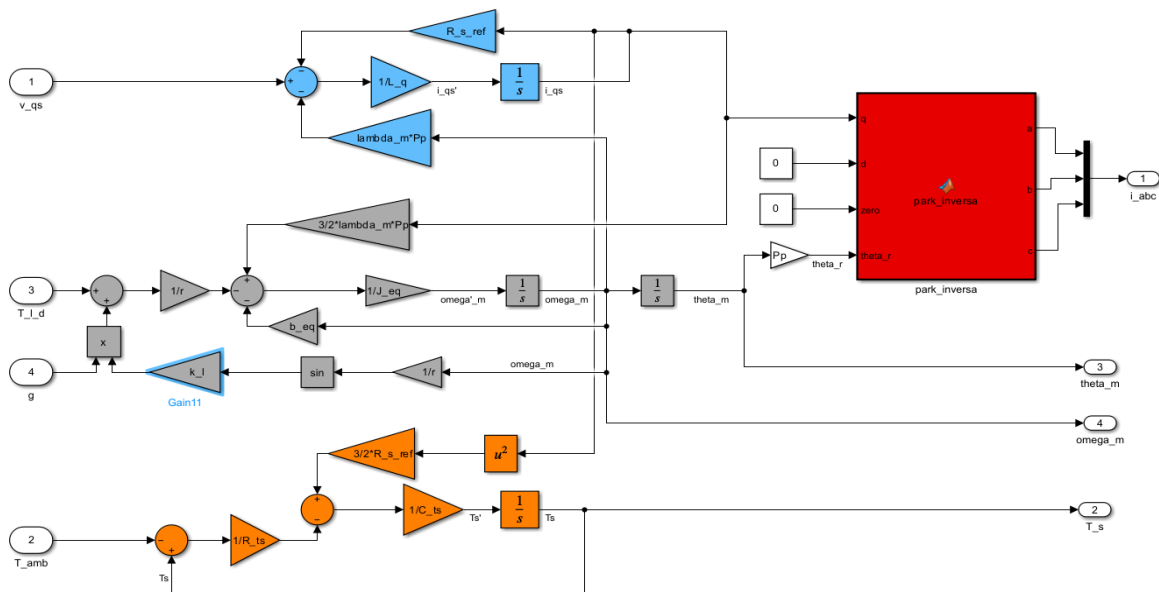 R_s_ref
−
1
+
−
1/L_q
1
s
v_qs
i_qs'
i_qs
lambda_m*Pp
q
a
0
d
park_inversa
b
1
i_abc
0
zero
3/2*lambda_m*Pp
Pp
theta_r
c
theta_r
park_inversa
3
+
+
1/r
+
−
−
1/J_eq
1
s
1
s
T_l_d
omega'_m
omega_m
theta_m
b_eq
x
4
k_l
sin
1/r
omega_m
3
g
theta_m
Gain11
4
omega_m
3/2*R_s_ref
u²
+
−
1/C_ts
1
s
2
Ts'
Ts
T_s
2
−
+
1/R_ts
T_amb
Ts